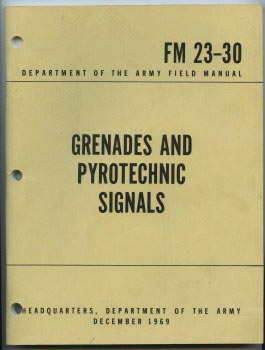 FM 23-30
DEPARTMENT OF THE ARMY FIELD MANUAL
GRENADES AND
PYROTECHNIC
SIGNALS
HEADQUARTERS, DEPARTMENT OF THE ARMY
DECEMBER 1969